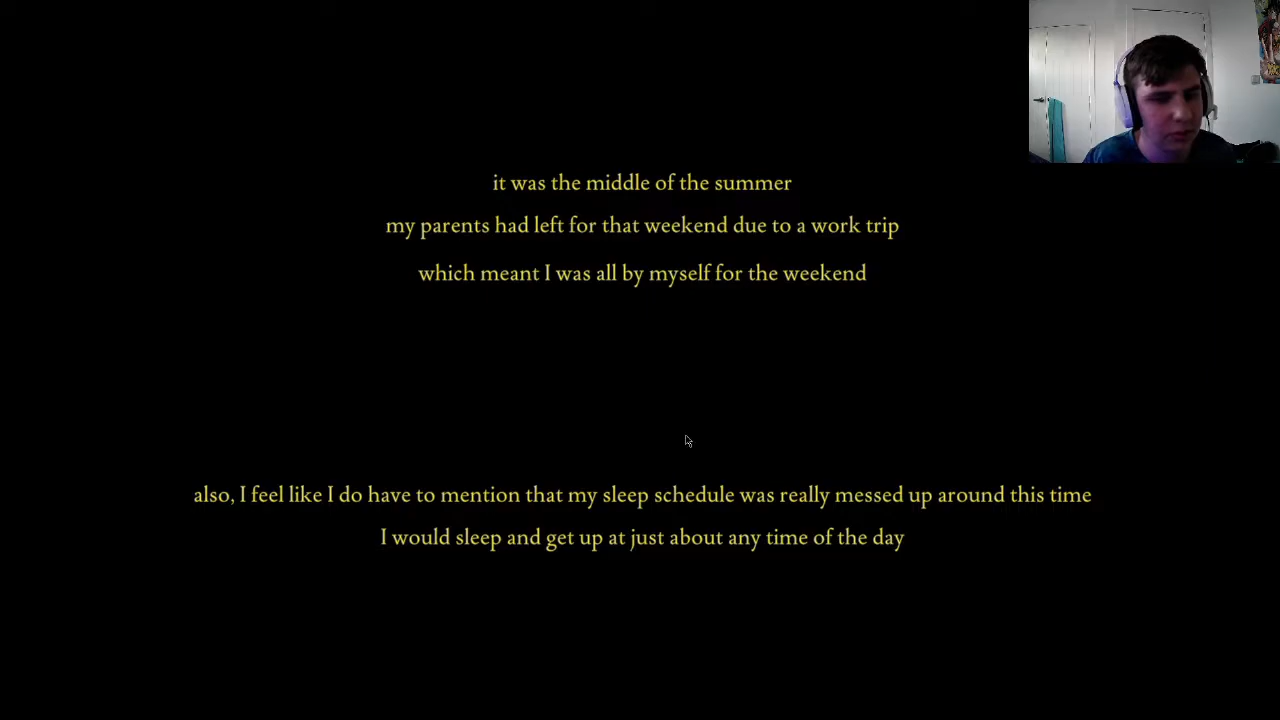 it was the middle of the summer
my parents had left for that weekend due to a work trip
which meant I was all by myself for the weekend
also, I feel like I do have to mention that my sleep schedule was really messed up around this time
I would sleep and get up at just about any time of the day